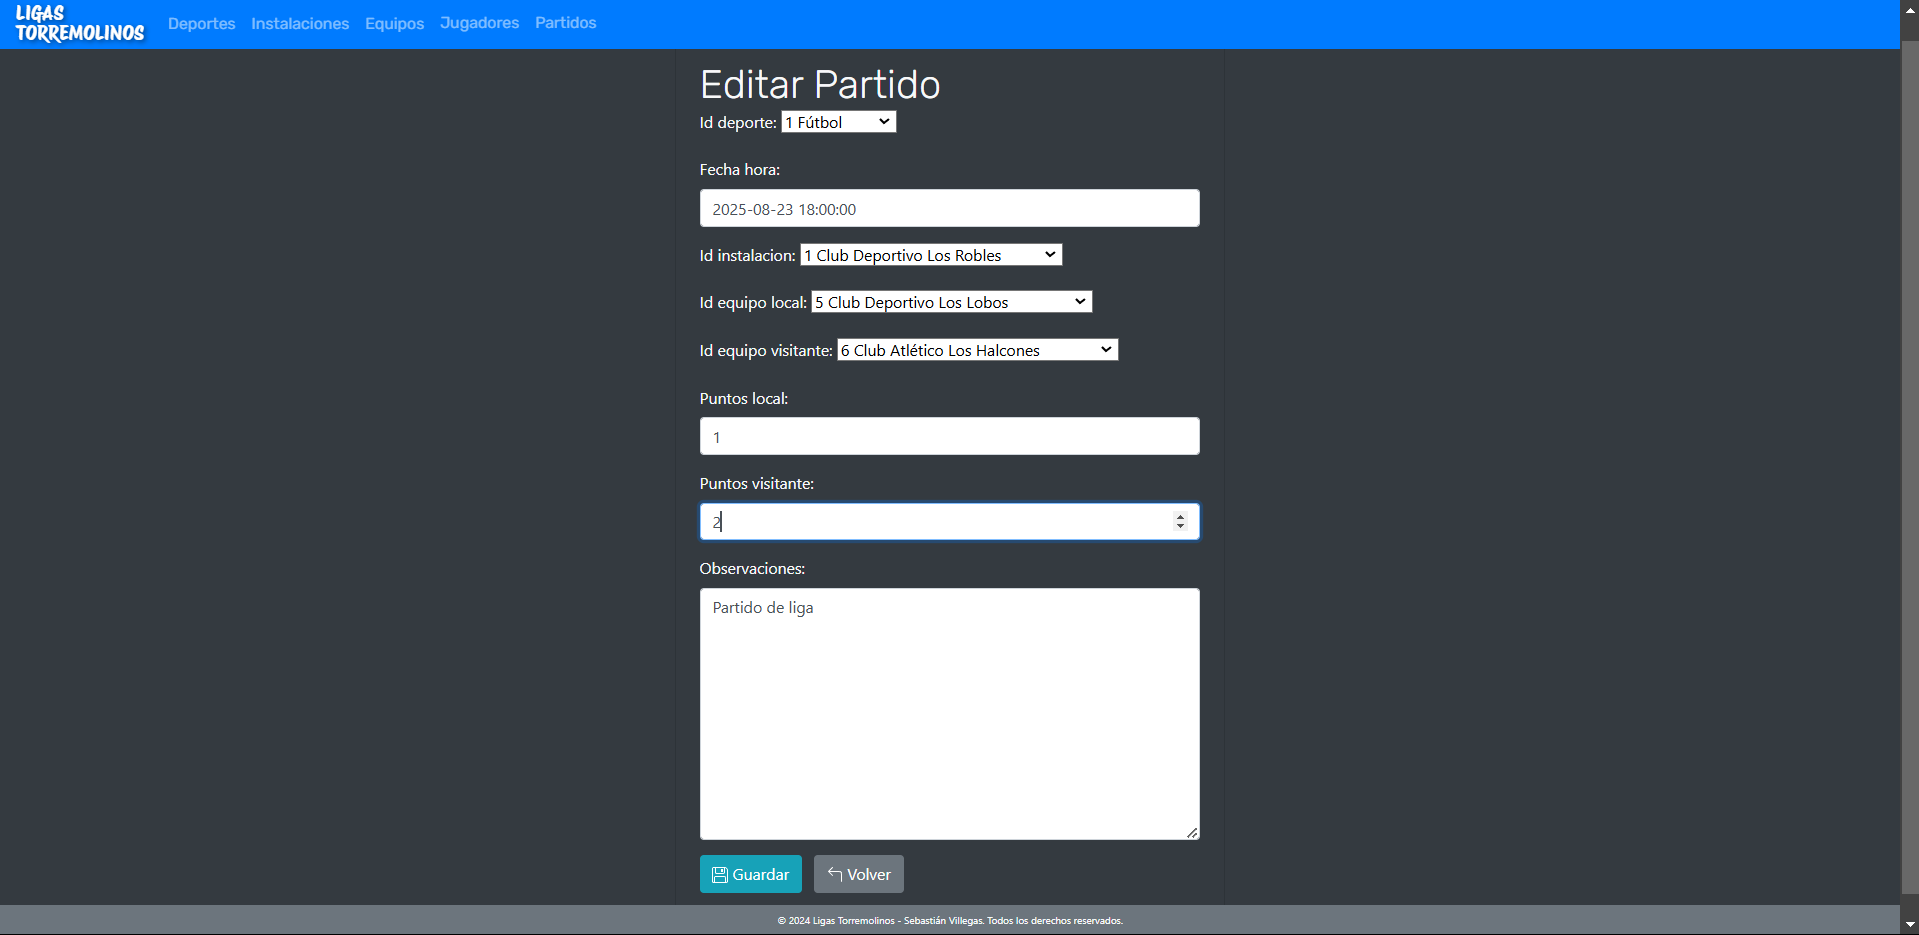 LIGAS
TORREMOLINOS
Deportes Instalaciones Equipos Jugadores Partidos
Editar Partido
Id deporte: 1 Fútbol
Fecha hora:
2025-08-23 18:00:00
Id instalacion: 1 Club Deportivo Los Robles
Id equipo local: 5 Club Deportivo Los Lobos
Id equipo visitante: 6 Club Atlético Los Halcones
Puntos local:
1
Puntos visitante:
2
Observaciones:
Partido de liga
Guardar Volver
© 2024 Ligas Torremolinos - Sebastián Villegas. Todos los derechos reservados.